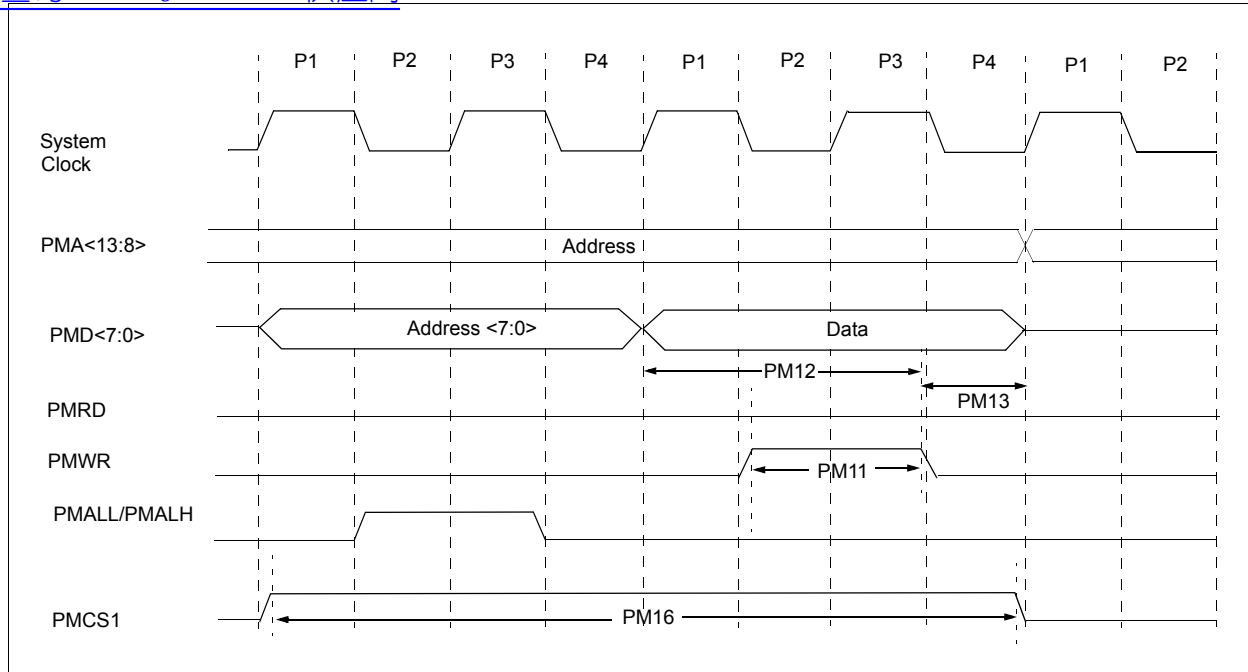 P1 P2 P3 P4 P1 P2 P3 P4 P1 P2
System
Clock
PMA<13:8>
Address
PMD<7:0>
Address <7:0>
Data
PM12
PM13
PMRD
PMWR
PM11
PMALL/PMALH
PMCS1
PM16